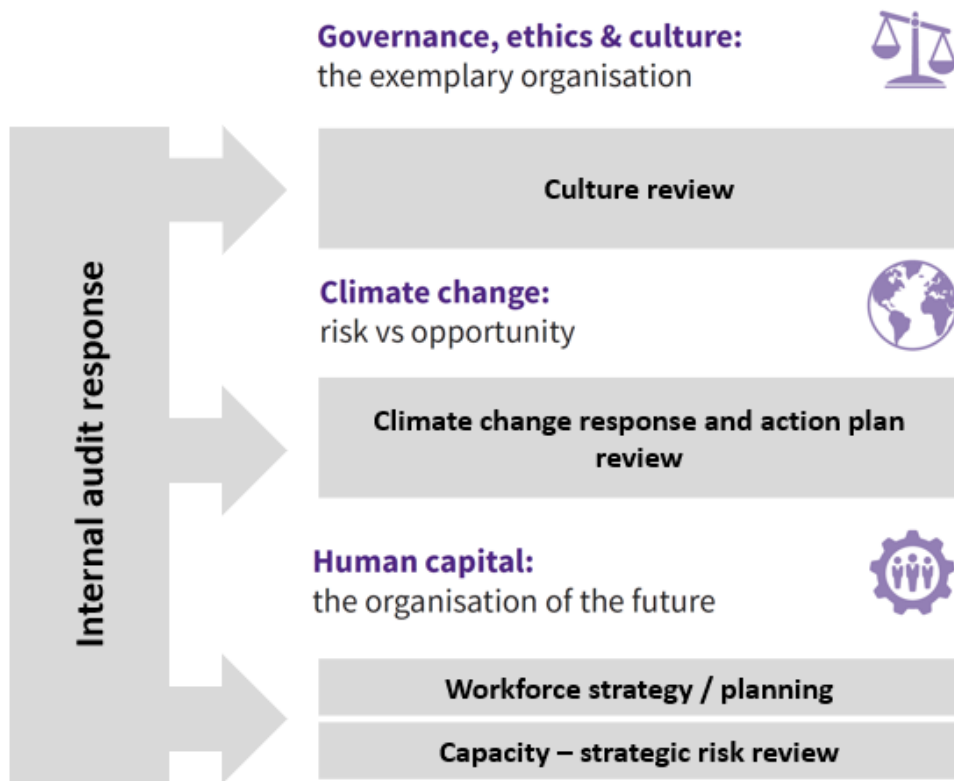 Governance, ethics & culture:
the exemplary organisation
Internal audit response
Culture review
Climate change:
risk vs opportunity
Climate change response and action plan
review
Human capital:
the organisation of the future
Workforce strategy / planning
Capacity – strategic risk review